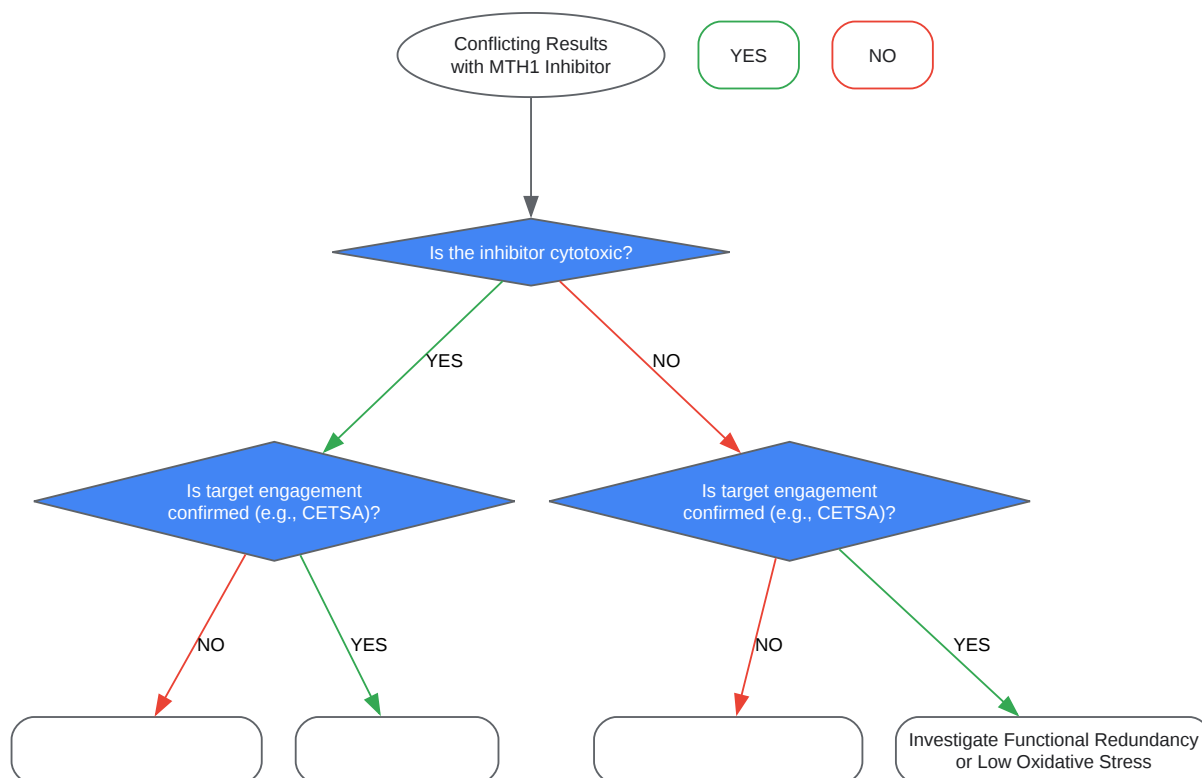 Conflicting Results
with MTH1 Inhibitor
YES
NO
Is the inhibitor cytotoxic?
YES
NO
Is target engagement
confirmed (e.g., CETSA)?
Is target engagement
confirmed (e.g., CETSA)?
NO
YES
NO
YES
Investigate Functional Redundancy
or Low Oxidative Stress